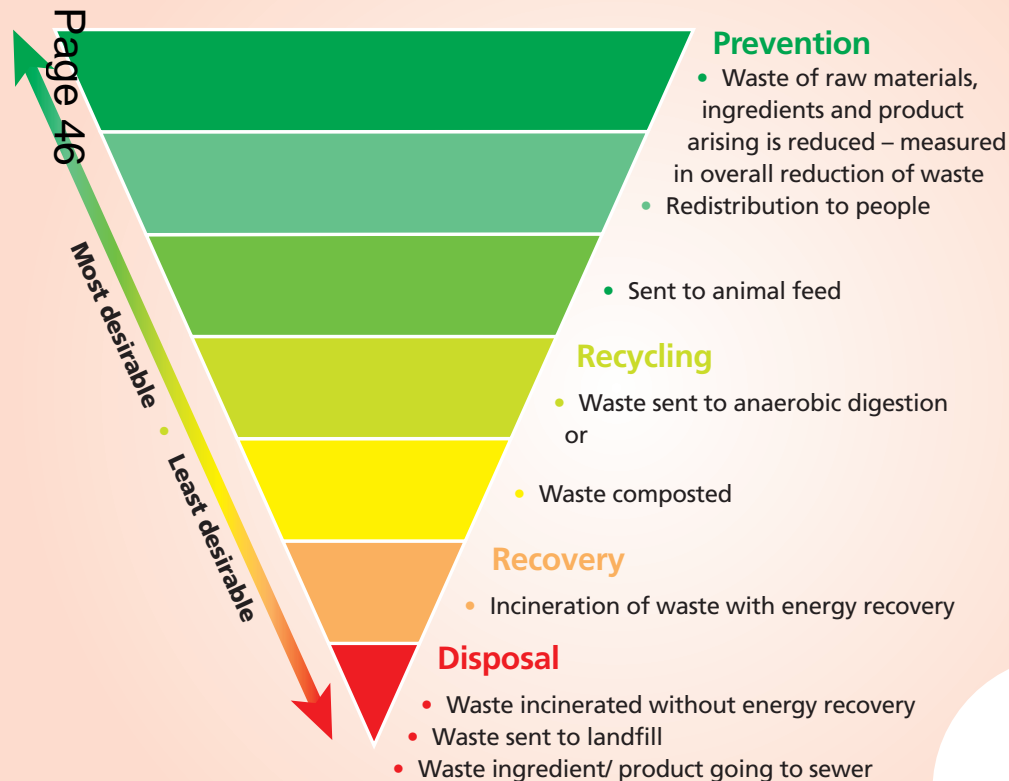 Page 46
Most desirable • Least desirable
Prevention
• Waste of raw materials,
ingredients and product
arising is reduced – measured
in overall reduction of waste
• Redistribution to people
• Sent to animal feed
Recycling
• Waste sent to anaerobic digestion
or
• Waste composted
Recovery
• Incineration of waste with energy recovery
Disposal
• Waste incinerated without energy recovery
• Waste sent to landfill
• Waste ingredient/ product going to sewer